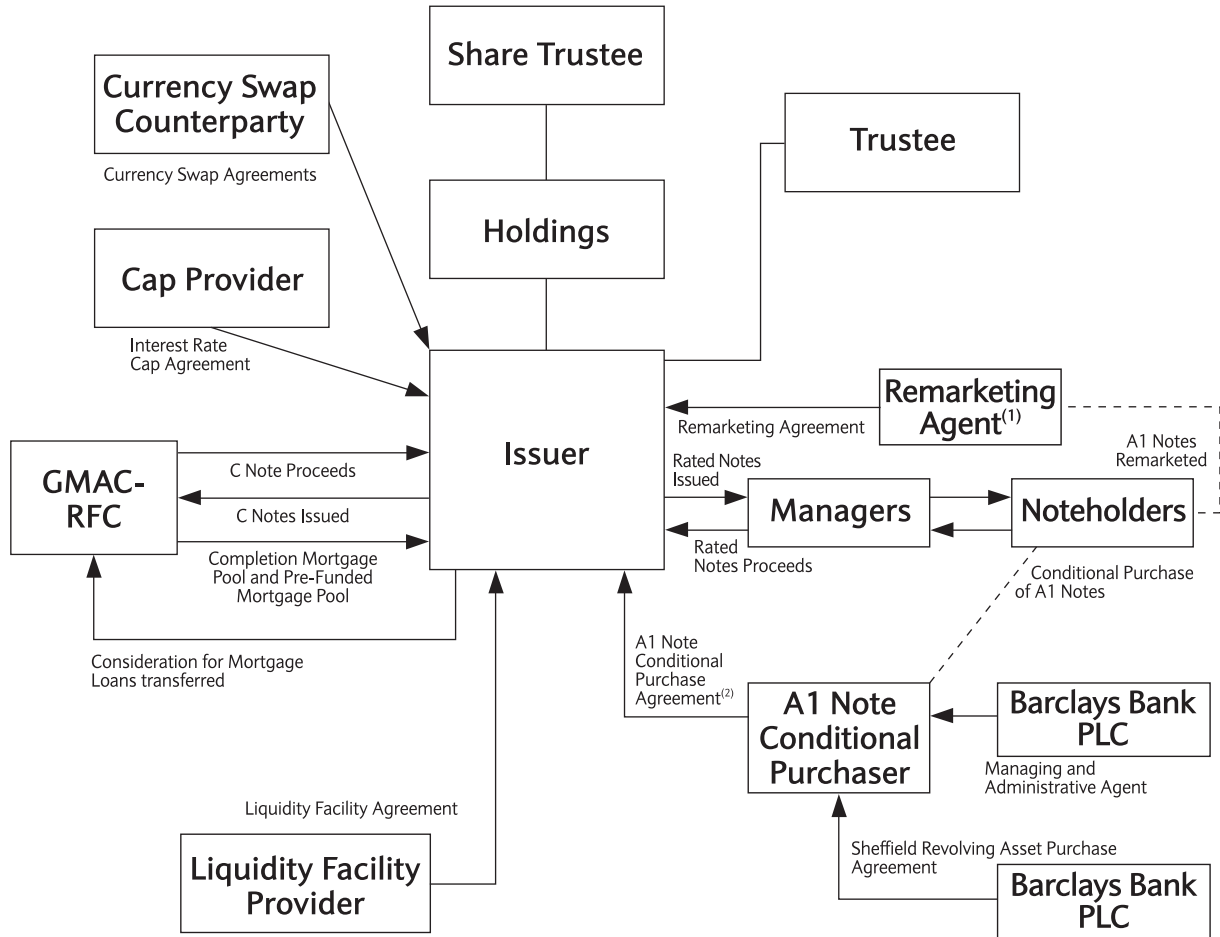 Share Trustee
Currency Swap
Counterparty
Currency Swap Agreements
Trustee
Holdings
Cap Provider
Interest Rate
Cap Agreement
Issuer
Remarketing
Agent(1)
Remarketing Agreement
A1 Notes
Remarketed
GMAC-
RFC
C Note Proceeds
C Notes Issued
Completion Mortgage
Pool and Pre-Funded
Mortgage Pool
Consideration for Mortgage
Loans transferred
Rated Notes
Issued
Managers
Noteholders
Rated
Notes Proceeds
Conditional Purchase
of A1 Notes
A1 Note
Conditional
Purchase
Agreement(2)
A1 Note
Conditional
Purchaser
Barclays Bank
PLC
Managing and
Administrative Agent
Liquidity Facility Agreement
Liquidity Facility
Provider
Sheffield Revolving Asset Purchase
Agreement
Barclays Bank
PLC